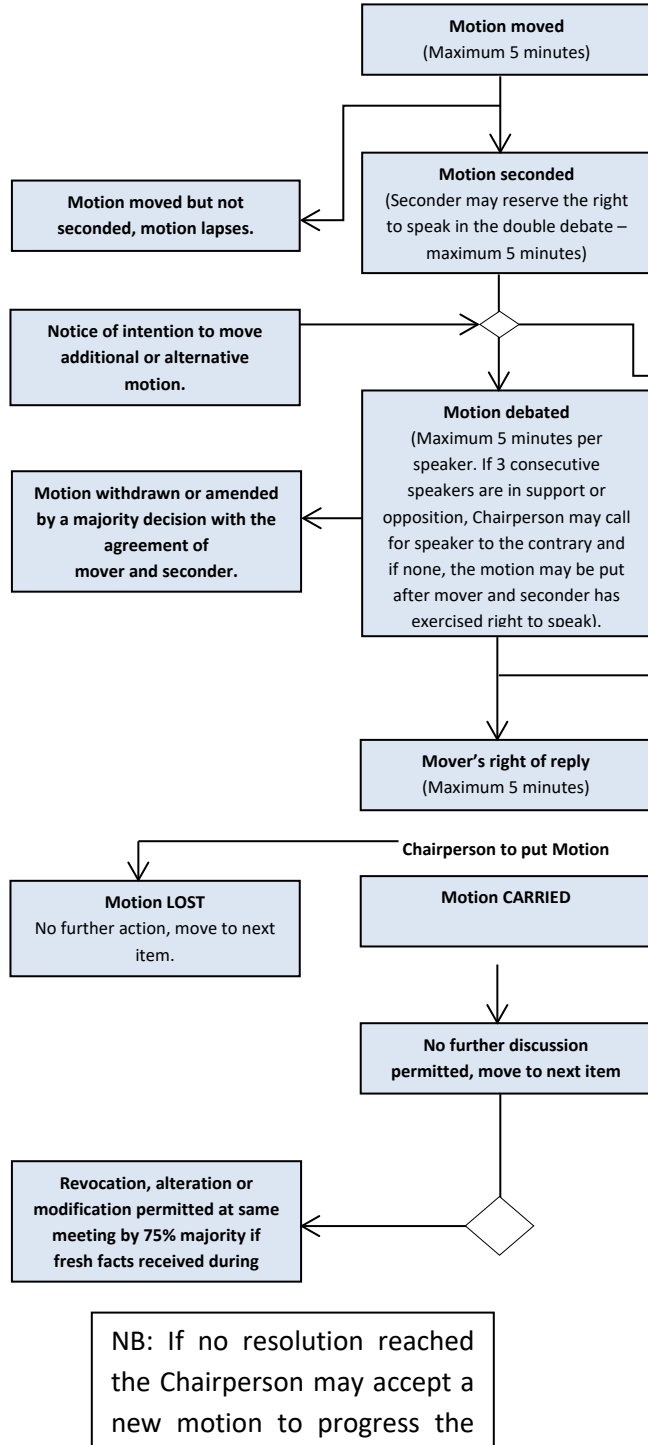 Motion moved
(Maximum 5 minutes)
Motion seconded
(Seconder may reserve the right
to speak in the double debate –
maximum 5 minutes)
Motion moved but not
seconded, motion lapses.
Notice of intention to move
additional or alternative
motion.
Motion debated
(Maximum 5 minutes per
speaker. If 3 consecutive
speakers are in support or
opposition, Chairperson may call
for speaker to the contrary and
if none, the motion may be put
after mover and seconder has
exercised right to speak).
Motion withdrawn or amended
by a majority decision with the
agreement of
mover and seconder.
Mover’s right of reply
(Maximum 5 minutes)
Chairperson to put Motion
Motion LOST
No further action, move to next
item.
Motion CARRIED
No further discussion
permitted, move to next item
Revocation, alteration or
modification permitted at same
meeting by 75% majority if
fresh facts received during
NB: If no resolution reached
the Chairperson may accept a
new motion to progress the